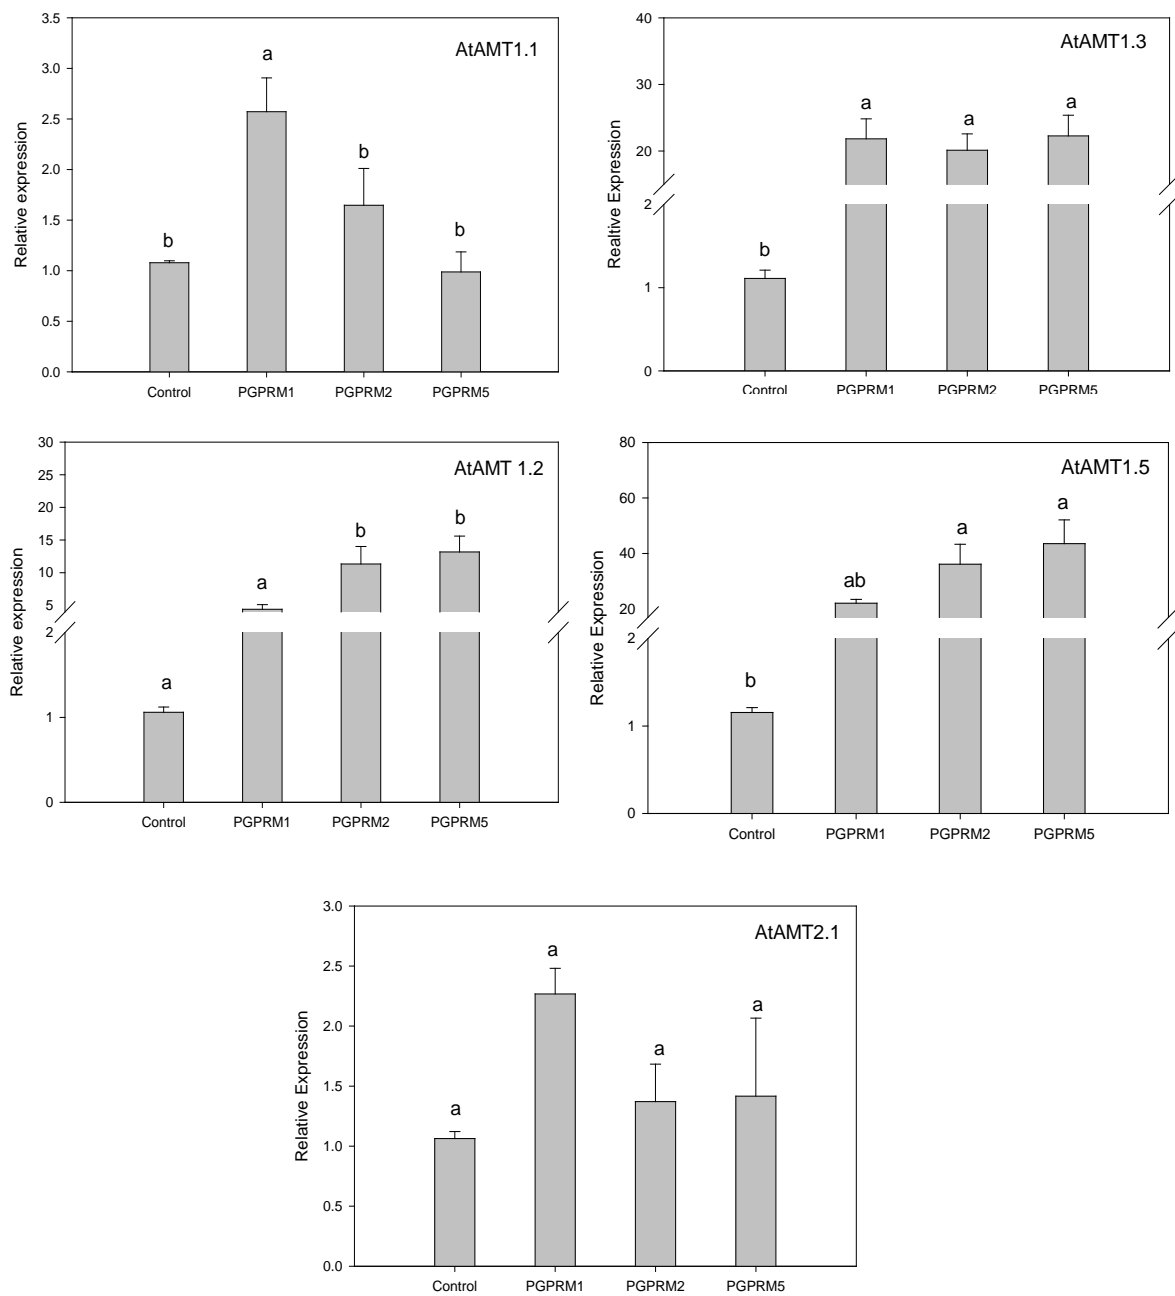 AtAMT1.1
Relative expression
3.5
3.0
2.5
2.0
1.5
1.0
0.5
0.0
b
a
b
b
Control
PGPRM1
PGPRM2
PGPRM5
AtAMT1.3
Realtive Expression
40
30
20
2
1
0
b
a
a
a
Control
PGPRM1
PGPRM2
PGPRM5
AtAMT 1.2
Relative expression
30
25
20
15
10
5
2
1
0
a
a
b
b
Control
PGPRM1
PGPRM2
PGPRM5
AtAMT1.5
Relative Expression
80
60
40
20
2
1
0
b
ab
a
a
Control
PGPRM1
PGPRM2
PGPRM5
AtAMT2.1
Relative Expression
3.0
2.5
2.0
1.5
1.0
0.5
0.0
a
a
a
a
Control
PGPRM1
PGPRM2
PGPRM5